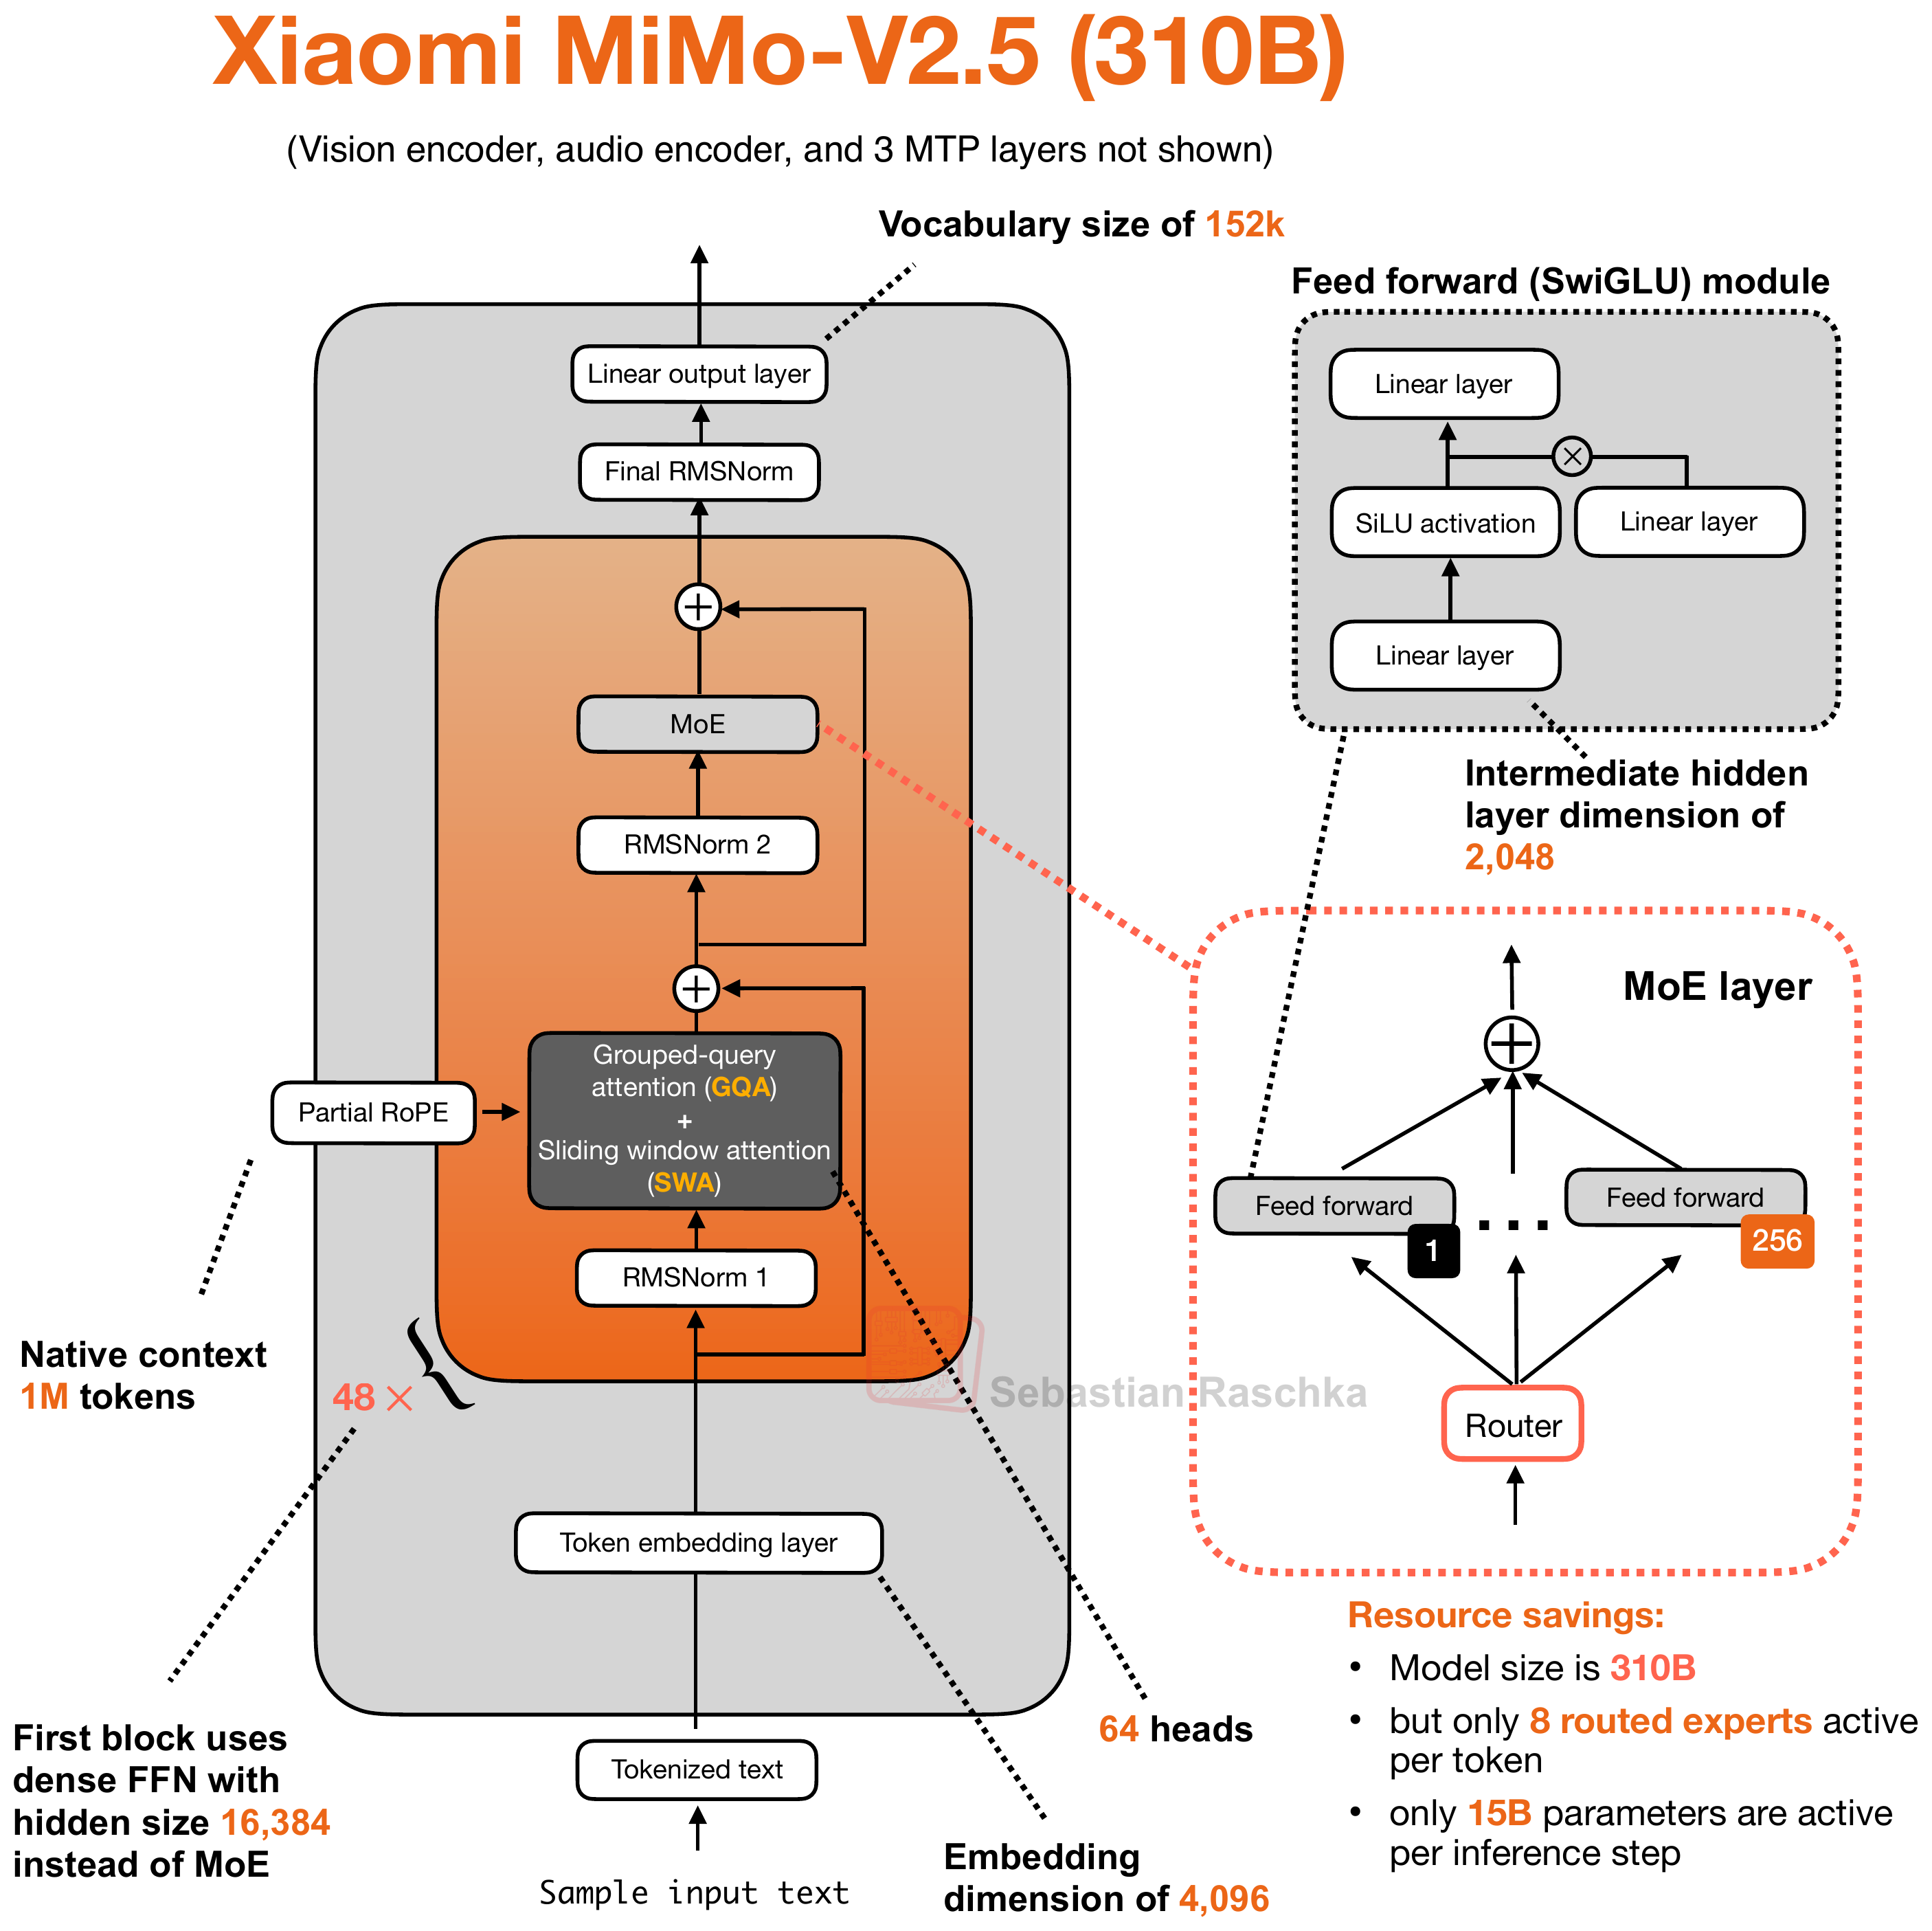 Xiaomi MiMo-V2.5 (310B)
(Vision encoder, audio encoder, and 3 MTP layers not shown)
Vocabulary size of 152k
Linear output layer
Final RMSNorm
MoE
RMSNorm 2
Grouped-query
attention (GQA)
+
Sliding window attention
(SWA)
Partial RoPE
RMSNorm 1
Native context
1M tokens
48 ×
Token embedding layer
First block uses
dense FFN with
hidden size 16,384
instead of MoE
Tokenized text
Sample input text
64 heads
Embedding
dimension of 4,096
Sebastian Raschka
Feed forward (SwiGLU) module
Linear layer
SiLU activation
Linear layer
Linear layer
Intermediate hidden
layer dimension of
2,048
MoE layer
Feed forward
1
...
Feed forward
256
Router
Resource savings:
• Model size is 310B
• but only 8 routed experts active
per token
• only 15B parameters are active
per inference step